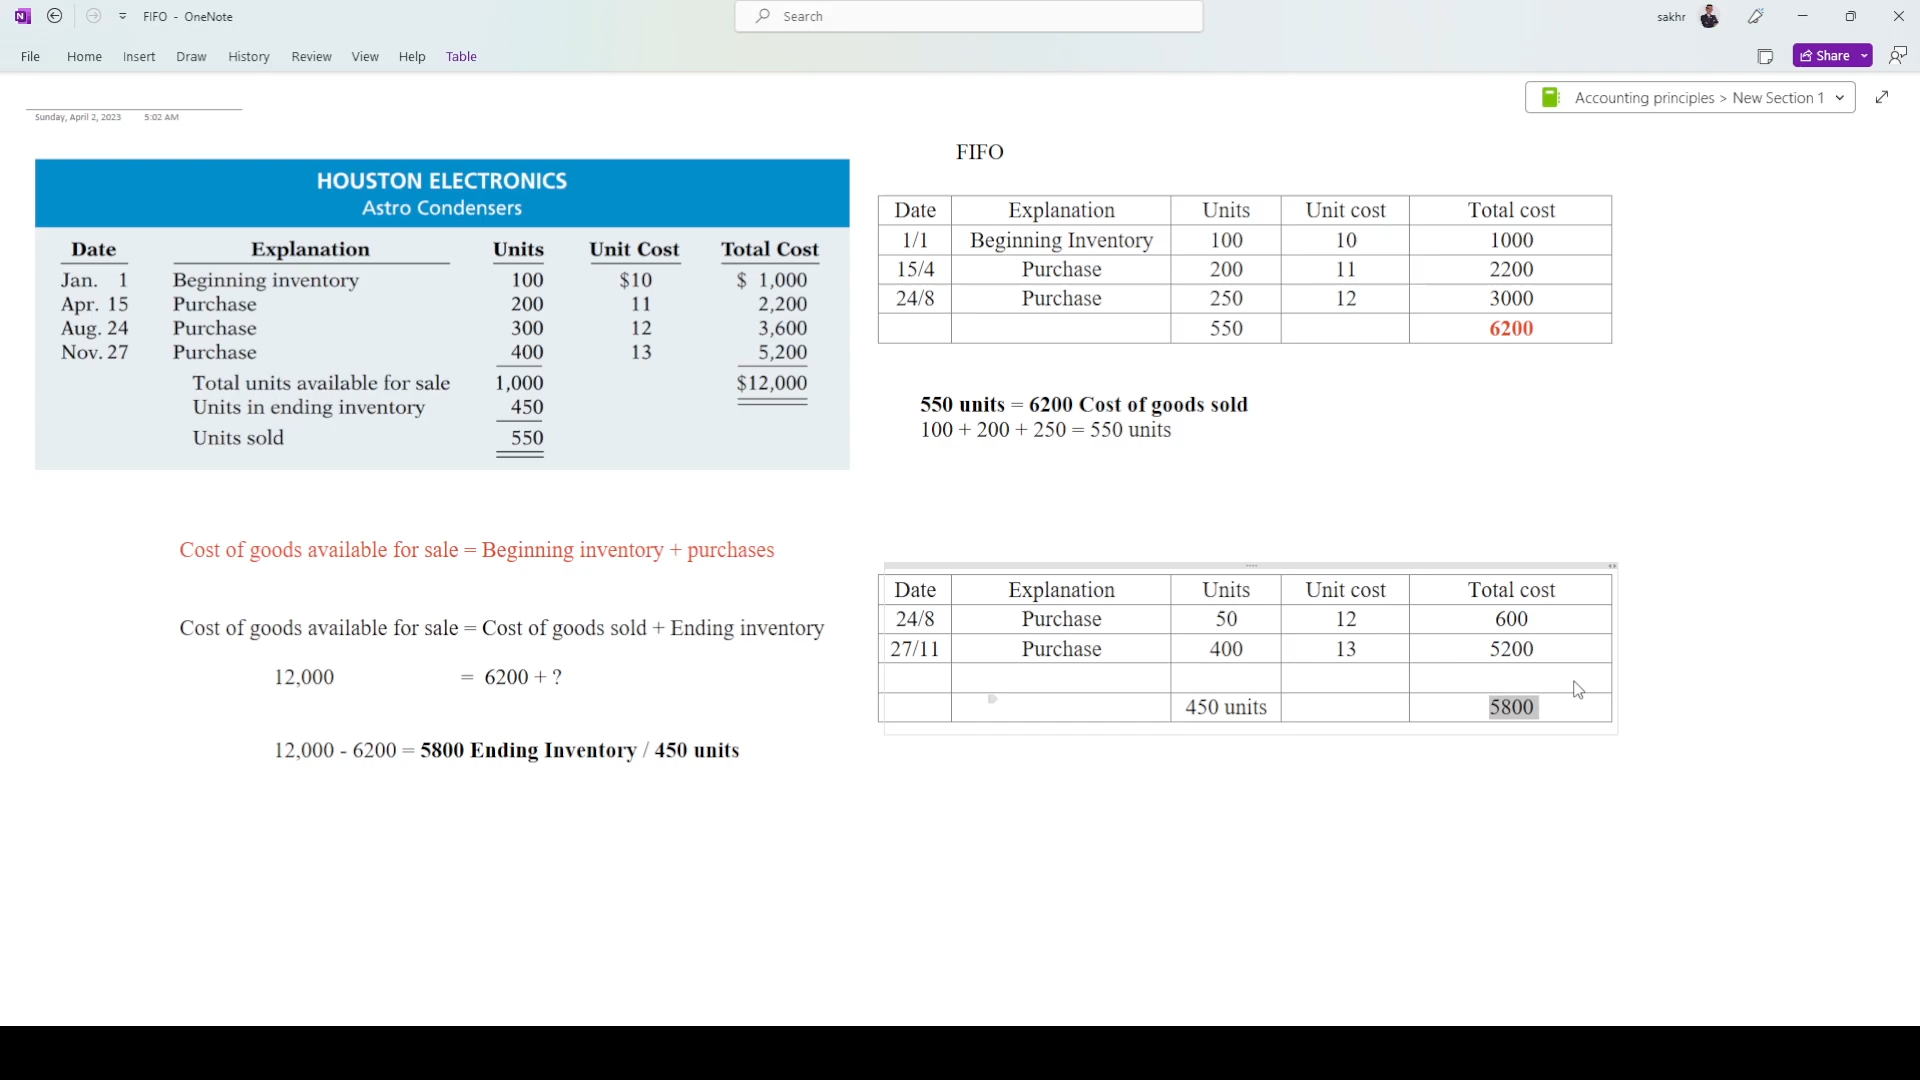 FIFO - OneNote
Search
sakhr
File Home Insert Draw History Review View Help Table
Share
Accounting principles > New Section 1
Sunday, April 2, 2023 5:02 AM
HOUSTON ELECTRONICS
Astro Condensers
Date Explanation Units Unit Cost Total Cost
Jan. 1 Beginning inventory 100 $10 $ 1,000
Apr. 15 Purchase 200 11 2,200
Aug. 24 Purchase 300 12 3,600
Nov. 27 Purchase 400 13 5,200
Total units available for sale 1,000 $12,000
Units in ending inventory 450
Units sold 550
Cost of goods available for sale = Beginning inventory + purchases
Cost of goods available for sale = Cost of goods sold + Ending inventory
12,000 = 6200 + ?
12,000 - 6200 = 5800 Ending Inventory / 450 units
FIFO
Date Explanation Units Unit cost Total cost
1/1 Beginning Inventory 100 10 1000
15/4 Purchase 200 11 2200
24/8 Purchase 250 12 3000
550 6200
550 units = 6200 Cost of goods sold
100 + 200 + 250 = 550 units
Date Explanation Units Unit cost Total cost
24/8 Purchase 50 12 600
27/11 Purchase 400 13 5200
450 units 5800